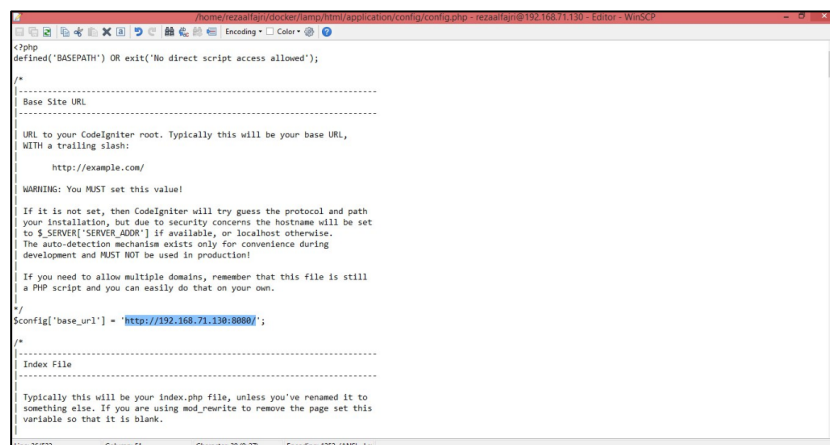 /home/rezaalfajri/docker/lamp/html/application/config/config.php - rezaalfajri@192.168.71.130 - Editor - WinSCP
Encoding Color
<?php
defined('BASEPATH') OR exit('No direct script access allowed');
/*
|--------------------------------------------------------------------------
| Base Site URL
|--------------------------------------------------------------------------
|
| URL to your CodeIgniter root. Typically this will be your base URL,
| WITH a trailing slash:
|
| http://example.com/
|
| WARNING: You MUST set this value!
|
| If it is not set, then CodeIgniter will try guess the protocol and path
| your installation, but due to security concerns the hostname will be set
| to $_SERVER['SERVER_ADDR'] if available, or localhost otherwise.
| The auto-detection mechanism exists only for convenience during
| development and MUST NOT be used in production!
|
| If you need to allow multiple domains, remember that this file is still
| a PHP script and you can easily do that on your own.
|
*/
$config['base_url'] = 'http://192.168.71.130:8080/';
/*
|--------------------------------------------------------------------------
| Index File
|--------------------------------------------------------------------------
|
| Typically this will be your index.php file, unless you've renamed it to
| something else. If you are using mod_rewrite to remove the page set this
| variable so that it is blank.
|